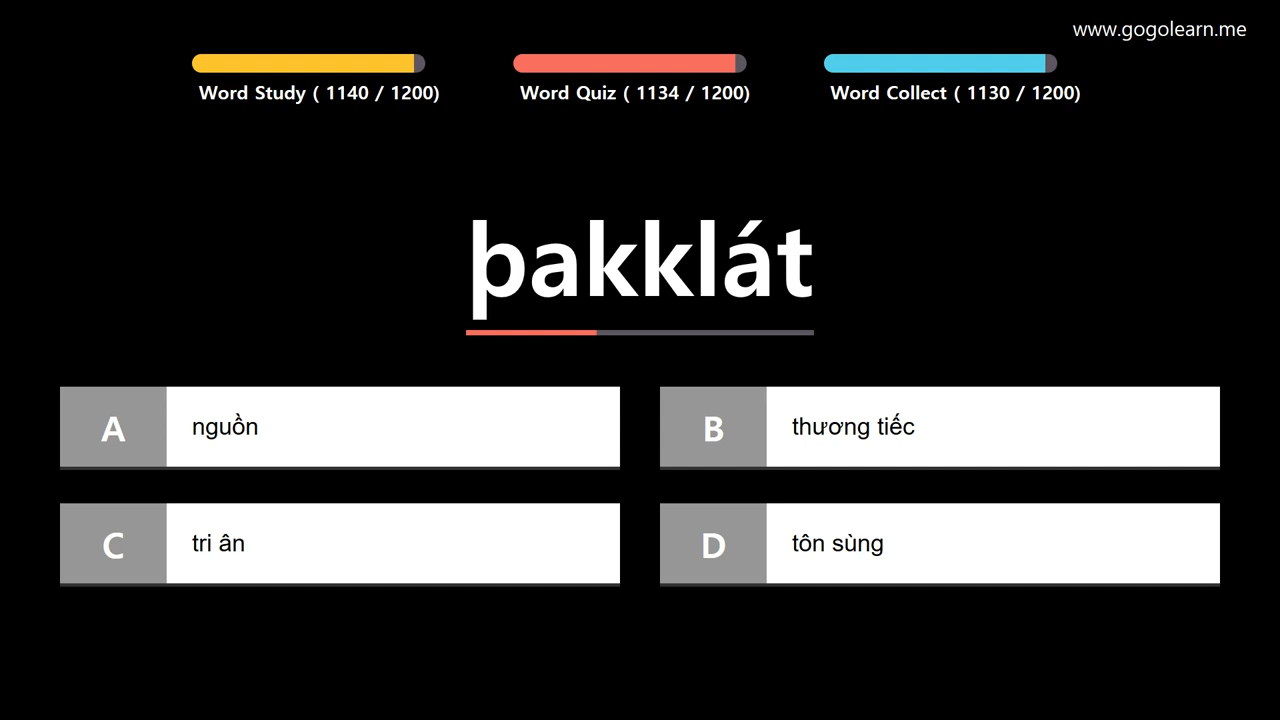 www.gogolearn.me
Word Study ( 1140 / 1200)
Word Quiz ( 1134 / 1200)
Word Collect ( 1130 / 1200)
þakklát
A
nguồn
B
thương tiếc
C
tri ân
D
tôn sùng